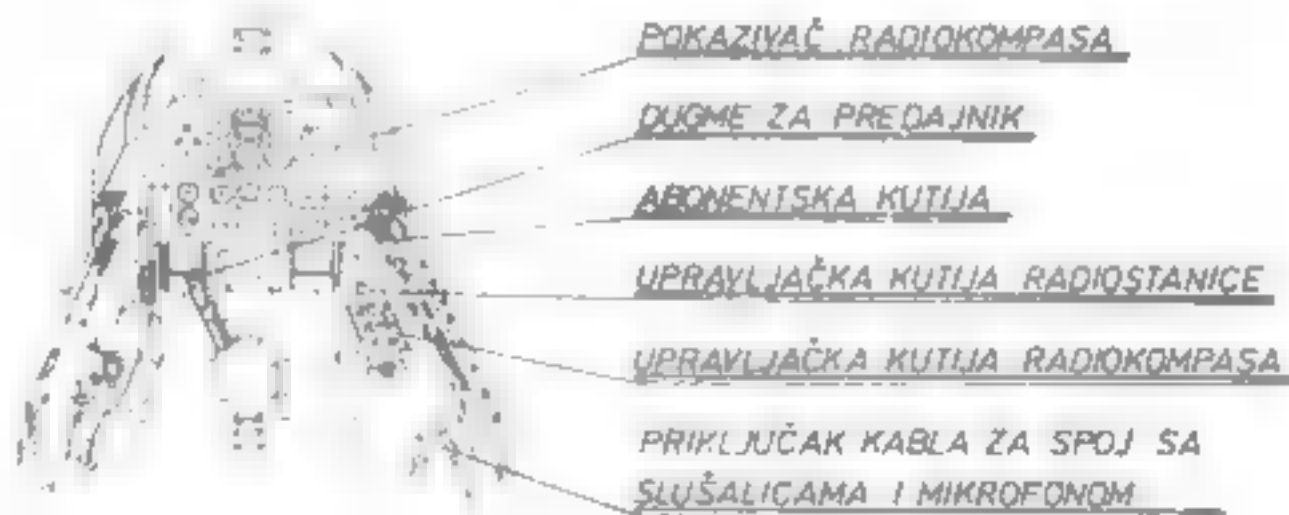 POKAZIVAČ RADIOKOMPASA
DUGME ZA PREDAJNIK
ABONENTSKA KUTIJA
UPRAVLJAČKA KUTIJA RADIOSTANICE
UPRAVLJAČKA KUTIJA RADIOKOMPASA
PRIKLJUČAK KABLA ZA SPOJ SA
SLUŠALICAMA I MIKROFONOM